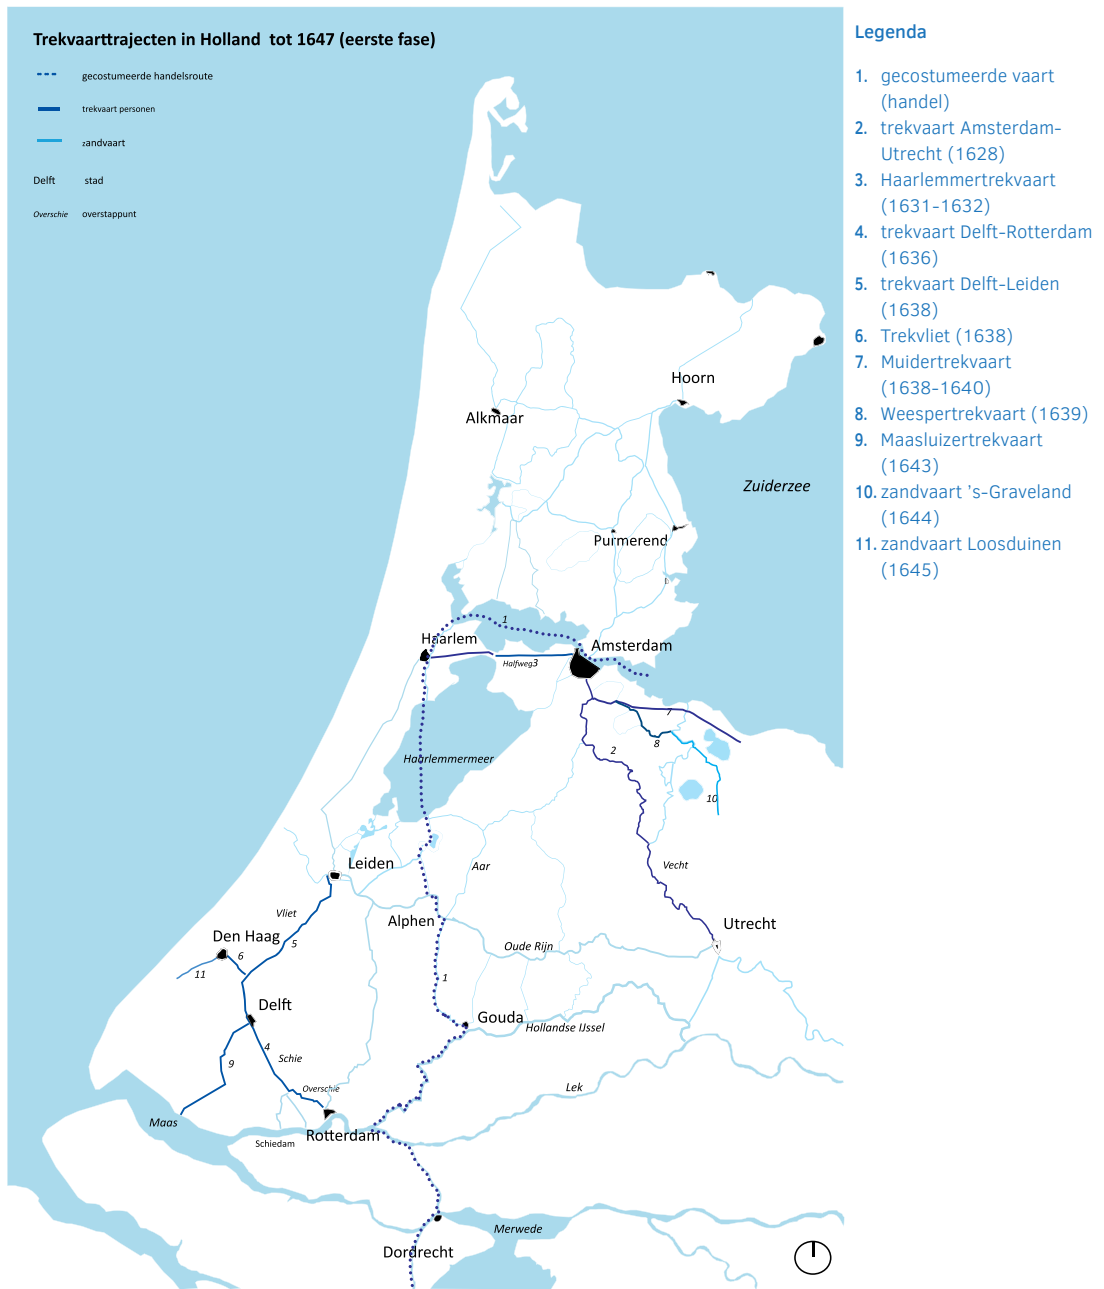 Trekvaarttrajecten in Holland tot 1647 (eerste fase)
gecostumeerde handelsroute
trekvaart personen
zandvaart
Delft stad
Overschie overstappunt
Legenda
1. gecostumeerde vaart
(handel)
2. trekvaart Amsterdam-
Utrecht (1628)
3. Haarlemmertrekvaart
(1631-1632)
4. trekvaart Delft-Rotterdam
(1636)
5. trekvaart Delft-Leiden
(1638)
6. Trekvliet (1638)
7. Muidertrekvaart
(1638-1640)
8. Weespertrekvaart (1639)
9. Maasluizertrekvaart
(1643)
10. zandvaart 's-Graveland
(1644)
11. zandvaart Loosduinen
(1645)
Hoorn
Alkmaar
Zuiderzee
Purmerend
1
Haarlem
Amsterdam
Halfweg 3
7
8
2
Haarlemmermeer
10
Leiden
Aar
Vecht
Vliet
Alphen
Utrecht
Den Haag
5
Oude Rijn
6
11
1
Delft
Gouda
Hollandse IJssel
4
Schie
9
Overschie
Lek
Maas
Rotterdam
Schiedam
Merwede
Dordrecht